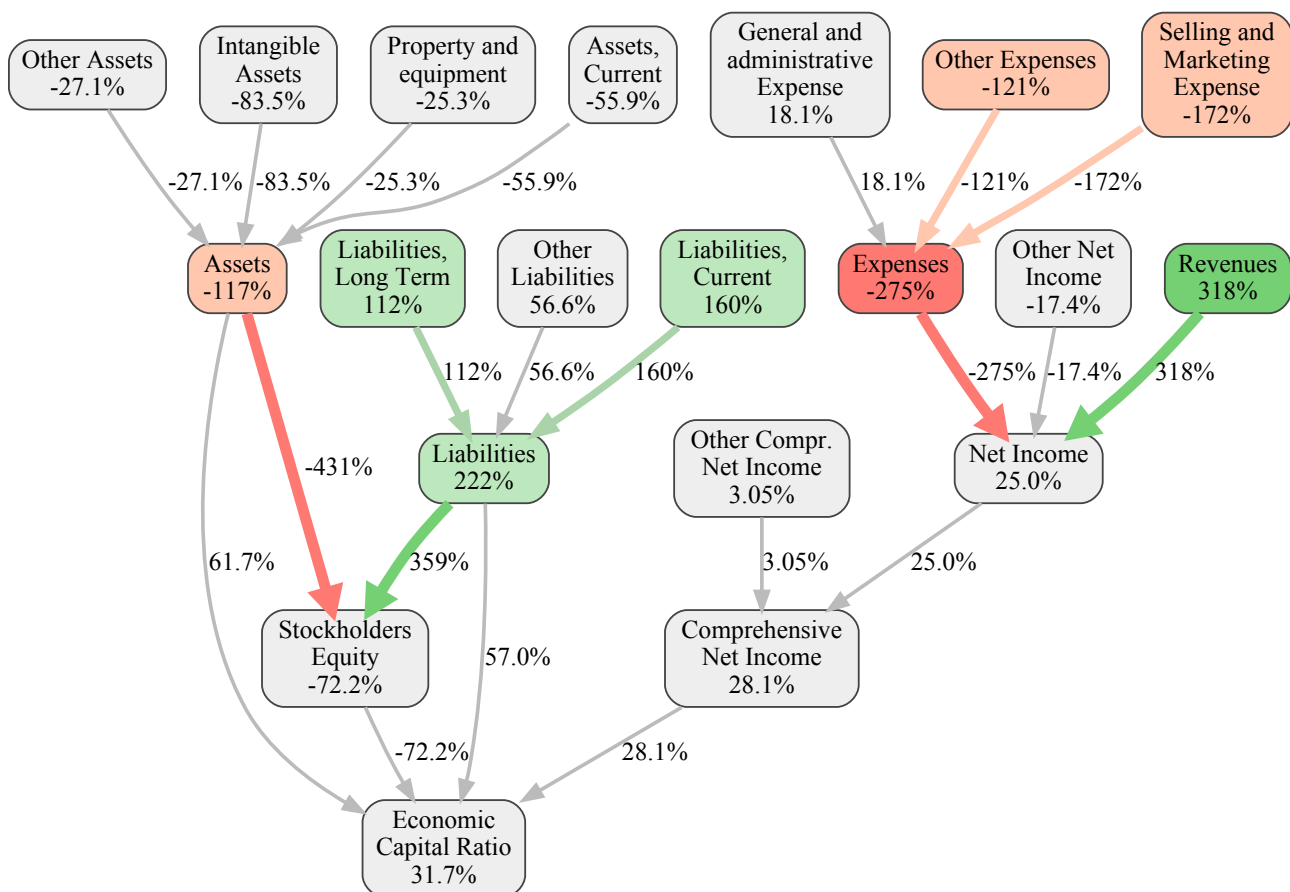 Other Assets
-27.1%
Intangible
Assets
-83.5%
Property and
equipment
-25.3%
Assets,
Current
-55.9%
General and
administrative
Expense
18.1%
Other Expenses
-121%
Selling and
Marketing
Expense
-172%
-27.1%
-83.5%
-25.3%
-55.9%
18.1%
-121%
-172%
Assets
-117%
Liabilities,
Long Term
112%
Other
Liabilities
56.6%
Liabilities,
Current
160%
Expenses
-275%
Other Net
Income
-17.4%
Revenues
318%
112%
56.6%
160%
-275%
-17.4%
318%
-431%
Liabilities
222%
Other Compr.
Net Income
3.05%
Net Income
25.0%
61.7%
359%
57.0%
3.05%
25.0%
Stockholders
Equity
-72.2%
Comprehensive
Net Income
28.1%
-72.2%
28.1%
Economic
Capital Ratio
31.7%